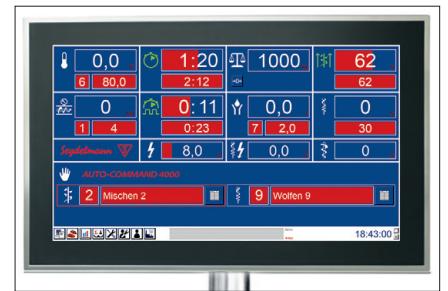 0,0 1:20 1000 62
6 80,0 2:12 62
0 0:11 0,0 0
1 4 0:23 7 2,0 30
Seydelmann 8,0 0,0 0
AUTO-COMMAND 4000
2 Mischen 2 9 Wolfen 9
18:43:00